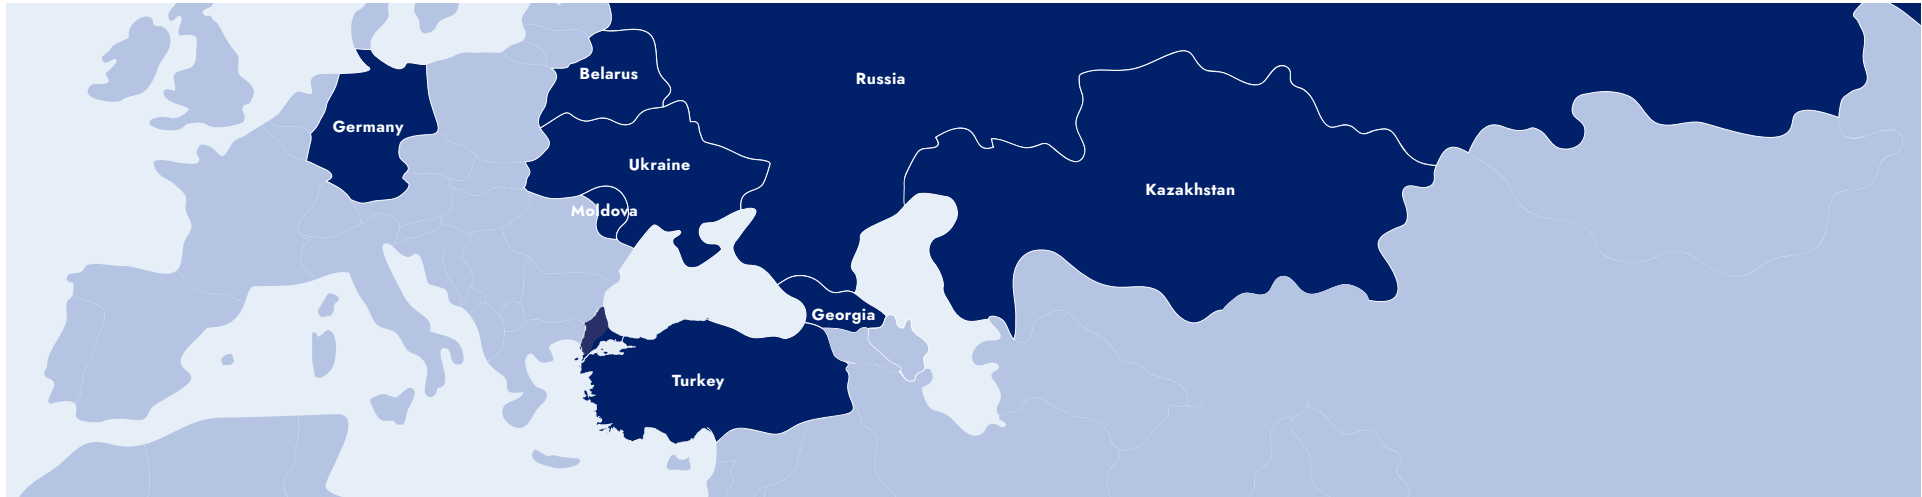 Belarus
Russia
Germany
Ukraine
Kazakhstan
Moldova
Georgia
Turkey